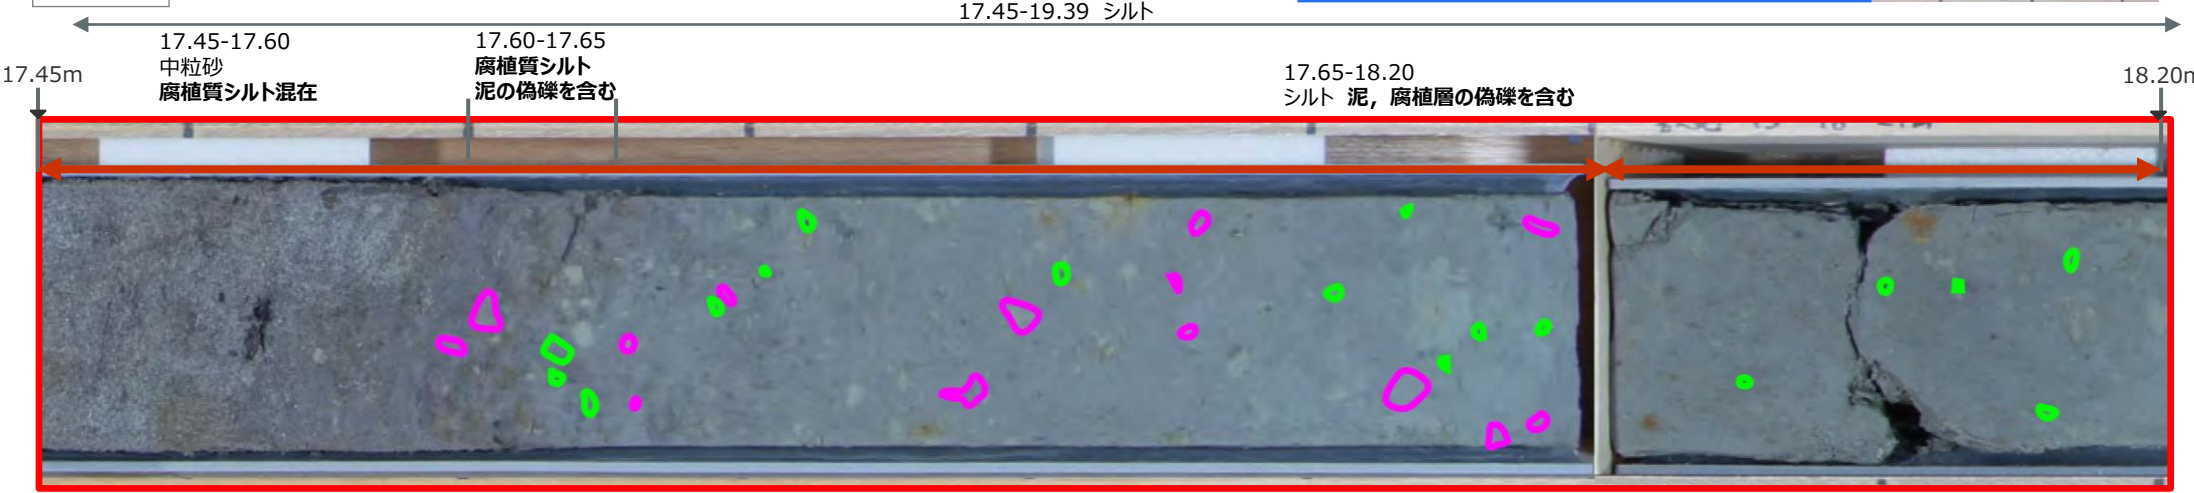 17.45-19.39 シルト
17.45-17.60
中粒砂
腐植質シルト混在
17.60-17.65
腐植質シルト
泥の偽礫を含む
17.65-18.20
シルト 泥，腐植層の偽礫を含む
17.45m
18.20m